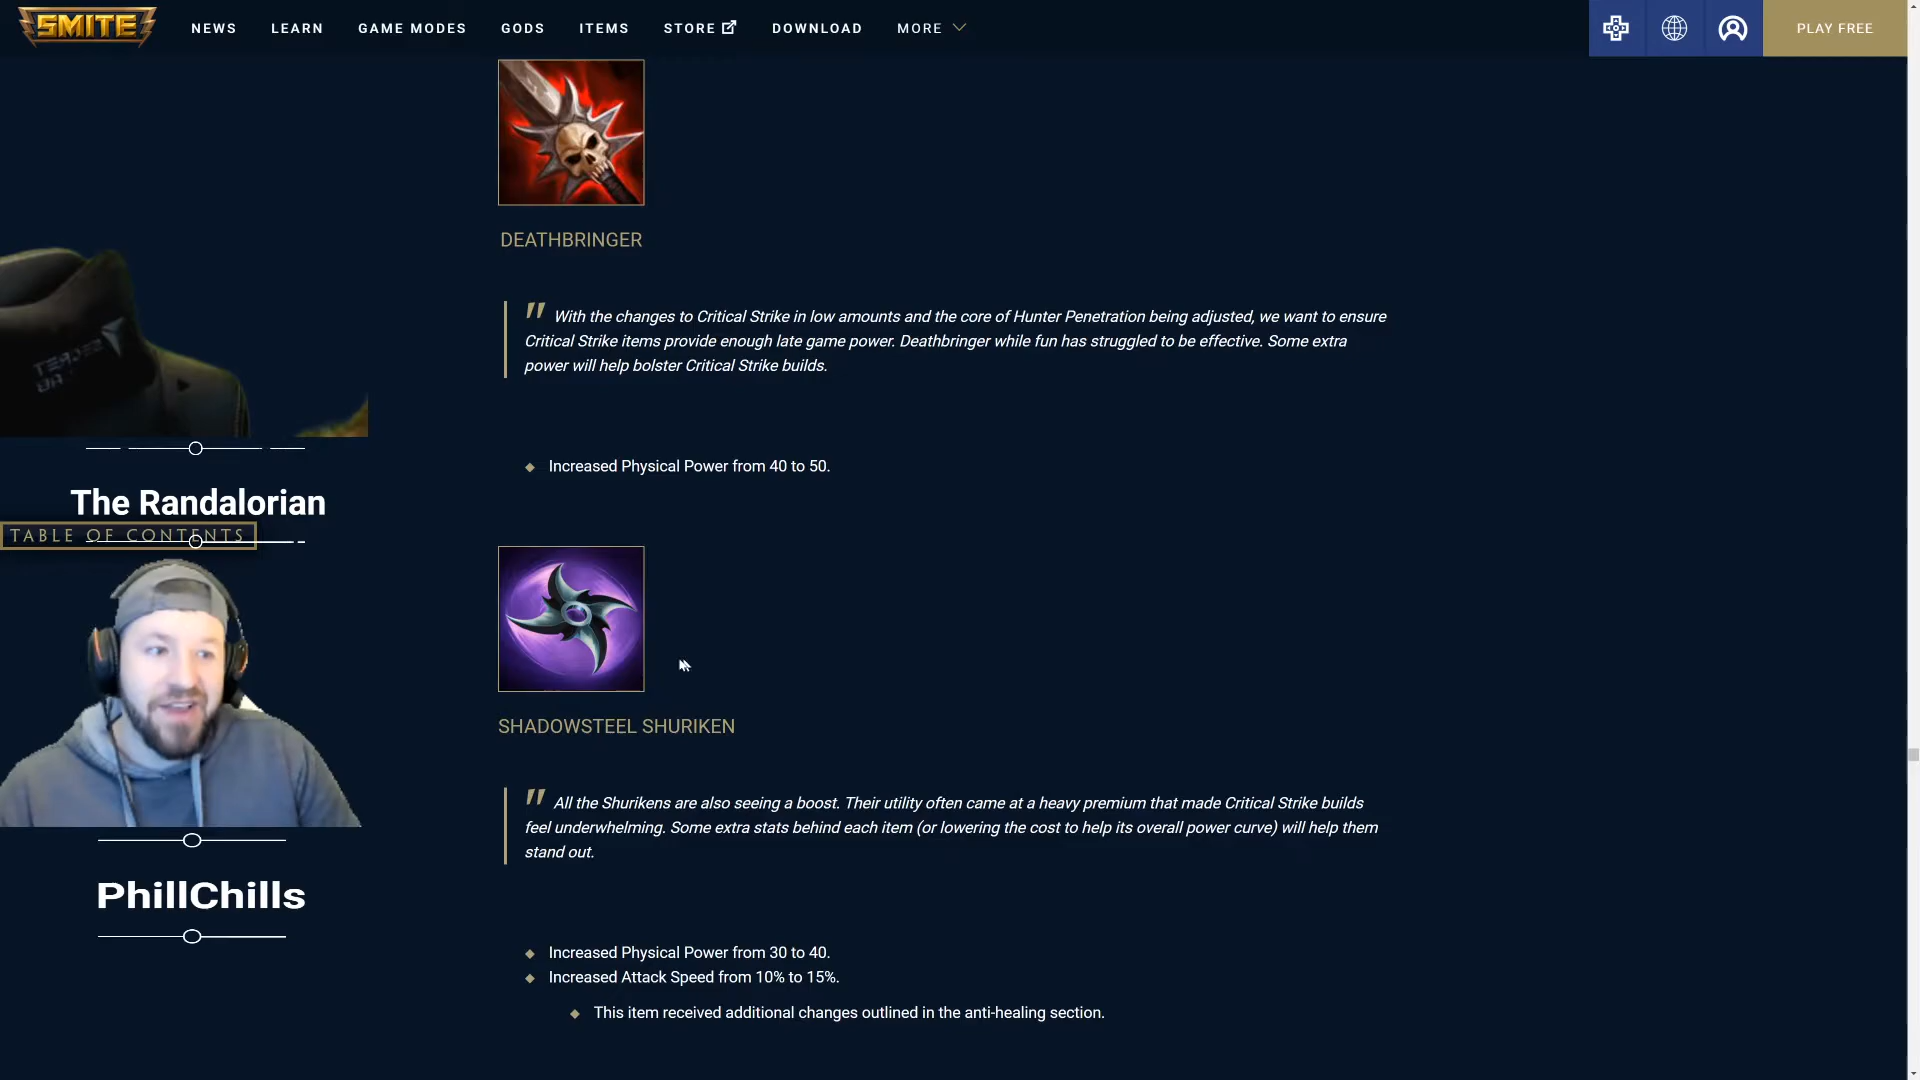 SMITE NEWS LEARN GAME MODES GODS ITEMS STORE DOWNLOAD MORE PLAY FREE
DEATHBRINGER
" With the changes to Critical Strike in low amounts and the core of Hunter Penetration being adjusted, we want to ensure
Critical Strike items provide enough late game power. Deathbringer while fun has struggled to be effective. Some extra
power will help bolster Critical Strike builds.
Increased Physical Power from 40 to 50.
The Randalorian
TABLE OF CONTENTS
SHADOWSTEEL SHURIKEN
" All the Shurikens are also seeing a boost. Their utility often came at a heavy premium that made Critical Strike builds
feel underwhelming. Some extra stats behind each item (or lowering the cost to help its overall power curve) will help them
stand out.
PhillChills
Increased Physical Power from 30 to 40.
Increased Attack Speed from 10% to 15%.
This item received additional changes outlined in the anti-healing section.